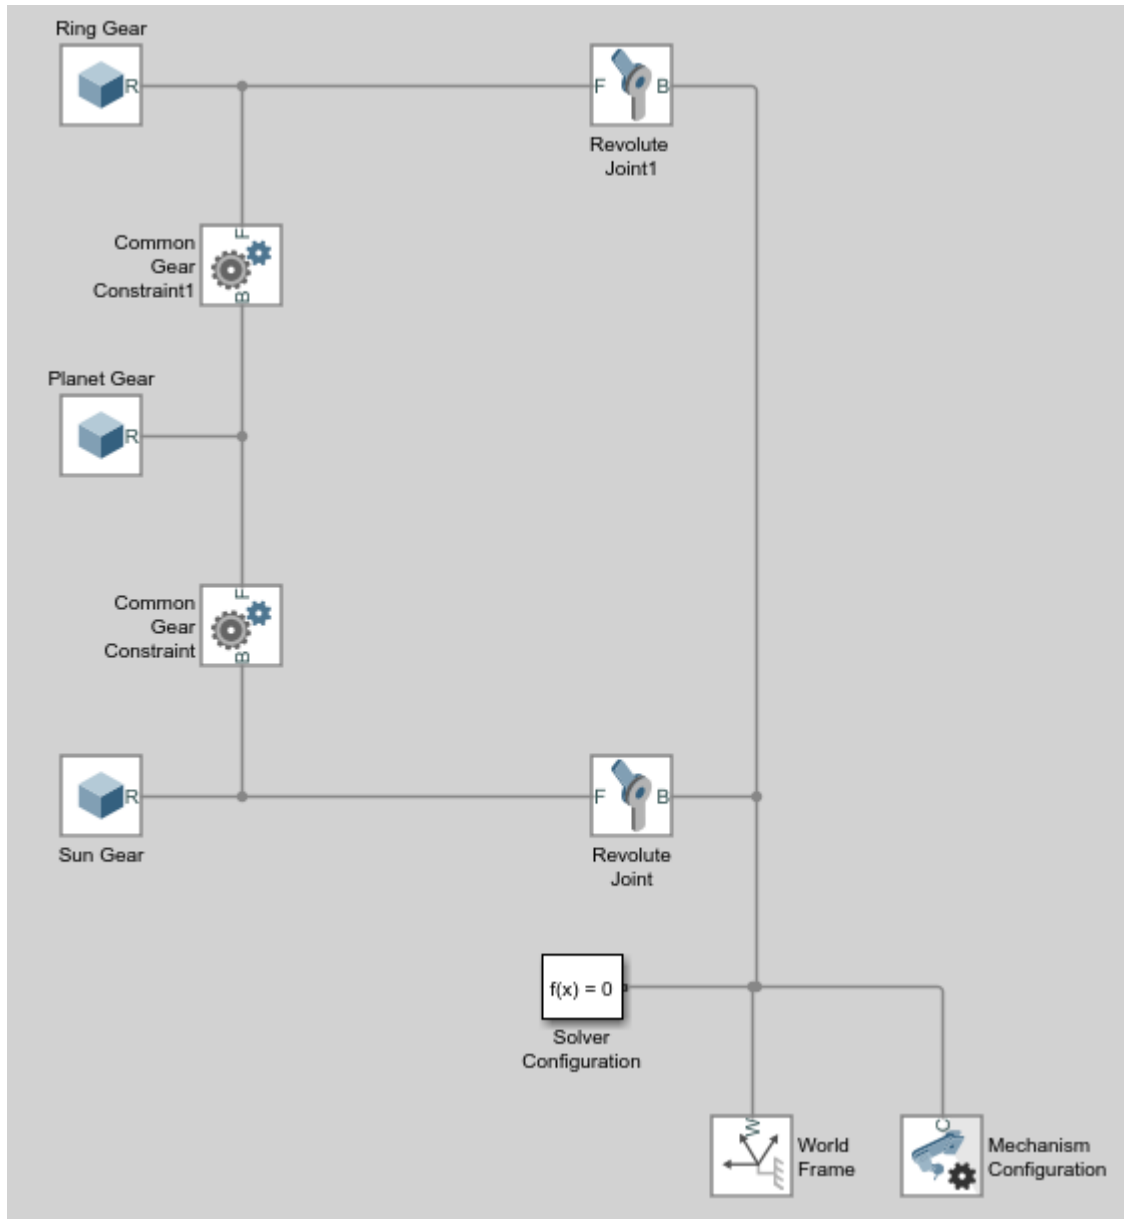 Ring Gear
R
F
B
Revolute
Joint1
Common
Gear
Constraint1
F
B
Planet Gear
R
Common
Gear
Constraint
F
B
R
Sun Gear
F
B
Revolute
Joint
f(x) = 0
Solver
Configuration
W
World
Frame
C
Mechanism
Configuration